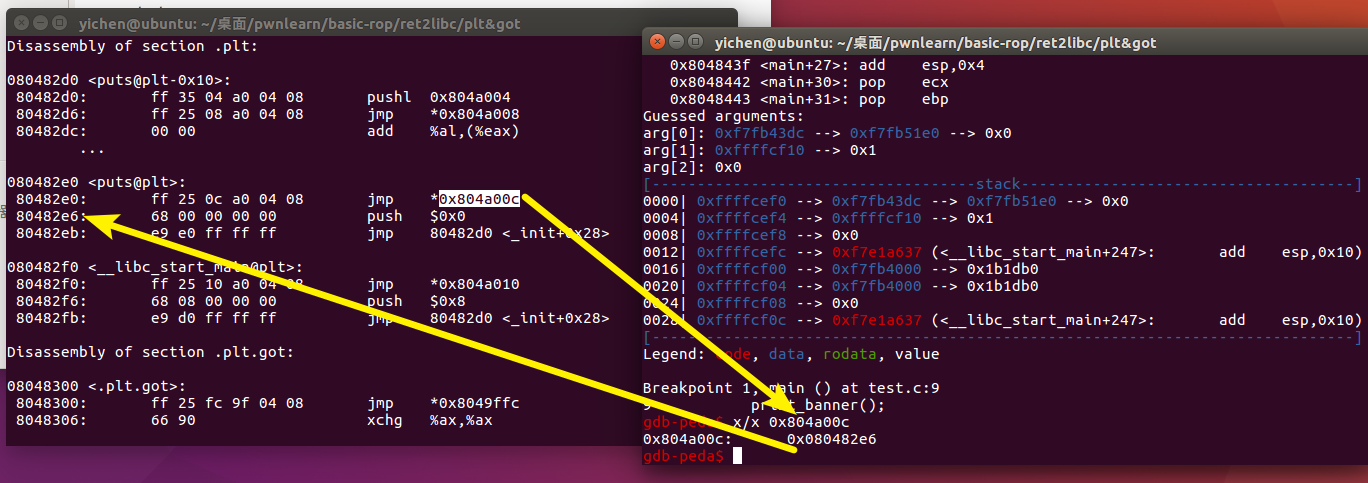 yichen@ubuntu: ~/桌面/pwnlearn/basic-rop/ret2libc/plt&got
Disassembly of section .plt:
080482d0 <puts@plt-0x10>:
80482d0: ff 35 04 a0 04 08 pushl 0x804a004
80482d6: ff 25 08 a0 04 08 jmp *0x804a008
80482dc: 00 00 add %al,(%eax)
...
080482e0 <puts@plt>:
80482e0: ff 25 0c a0 04 08 jmp *0x804a00c
80482e6: 68 00 00 00 00 push $0x0
80482eb: e9 e0 ff ff ff jmp 80482d0 <_init+0x28>
080482f0 <__libc_start_main@plt>:
80482f0: ff 25 10 a0 04 08 jmp *0x804a010
80482f6: 68 08 00 00 00 push $0x8
80482fb: e9 d0 ff ff ff jmp 80482d0 <_init+0x28>
Disassembly of section .plt.got:
08048300 <.plt.got>:
8048300: ff 25 fc 9f 04 08 jmp *0x8049ffc
8048306: 66 90 xchg %ax,%ax
yichen@ubuntu: ~/桌面/pwnlearn/basic-rop/ret2libc/plt&got
0x804843f <main+27>: add esp,0x4
0x8048442 <main+30>: pop ecx
0x8048443 <main+31>: pop ebp
Guessed arguments:
arg[0]: 0xf7fb43dc --> 0xf7fb51e0 --> 0x0
arg[1]: 0xffffcf10 --> 0x1
arg[2]: 0x0
[------------------------------------stack-------------------------------------]
0000| 0xffffcef0 --> 0xf7fb43dc --> 0xf7fb51e0 --> 0x0
0004| 0xffffcef4 --> 0xffffcf10 --> 0x1
0008| 0xffffcef8 --> 0x0
0012| 0xffffcefc --> 0xf7e1a637 (<__libc_start_main+247>: add esp,0x10)
0016| 0xffffcf00 --> 0xf7fb4000 --> 0x1b1db0
0020| 0xffffcf04 --> 0xf7fb4000 --> 0x1b1db0
0024| 0xffffcf08 --> 0x0
0028| 0xffffcf0c --> 0xf7e1a637 (<__libc_start_main+247>: add esp,0x10)
[------------------------------------------------------------------------------]
Legend: code, data, rodata, value
Breakpoint 1, main () at test.c:9
9 print_banner();
gdb-peda$ x/x 0x804a00c
0x804a00c: 0x080482e6
gdb-peda$